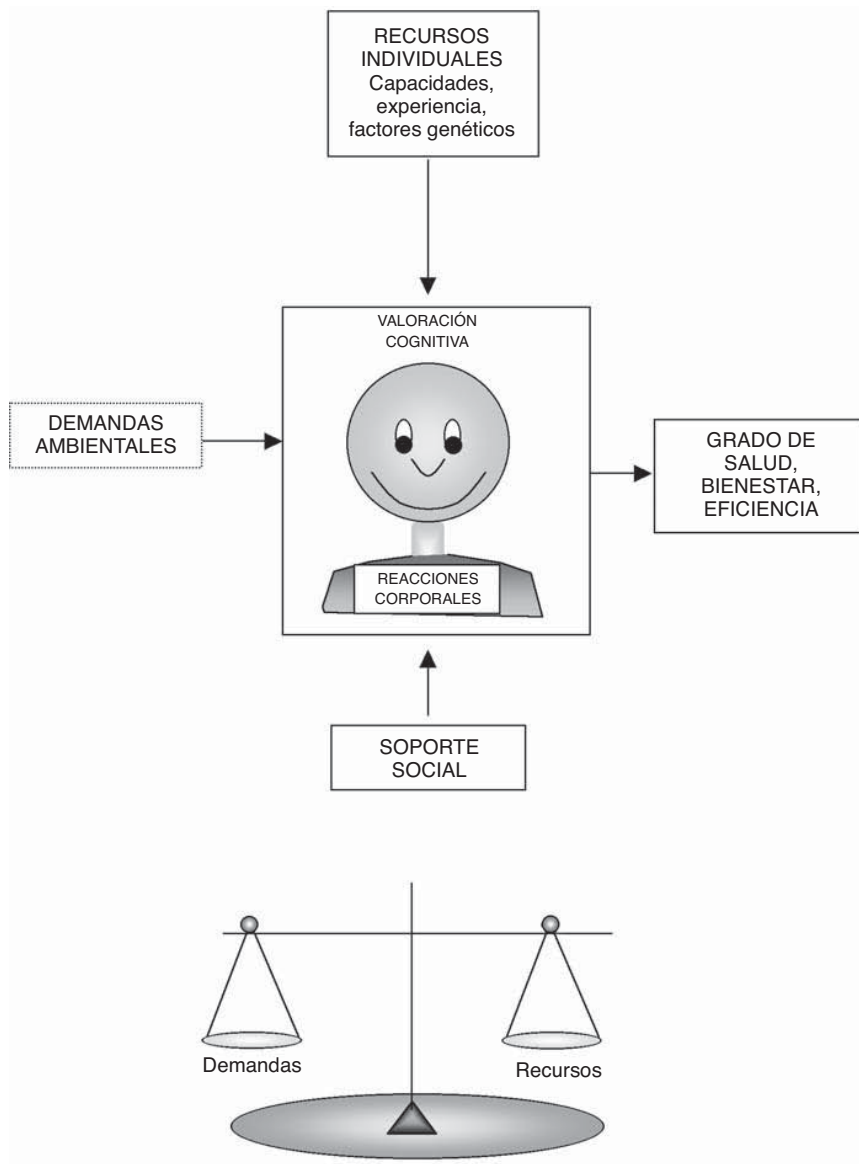 RECURSOS
INDIVIDUALES
Capacidades,
experiencia,
factores genéticos
VALORACIÓN
COGNITIVA
DEMANDAS
AMBIENTALES
GRADO DE
SALUD,
BIENESTAR,
EFICIENCIA
REACCIONES
CORPORALES
SOPORTE
SOCIAL
Demandas
Recursos